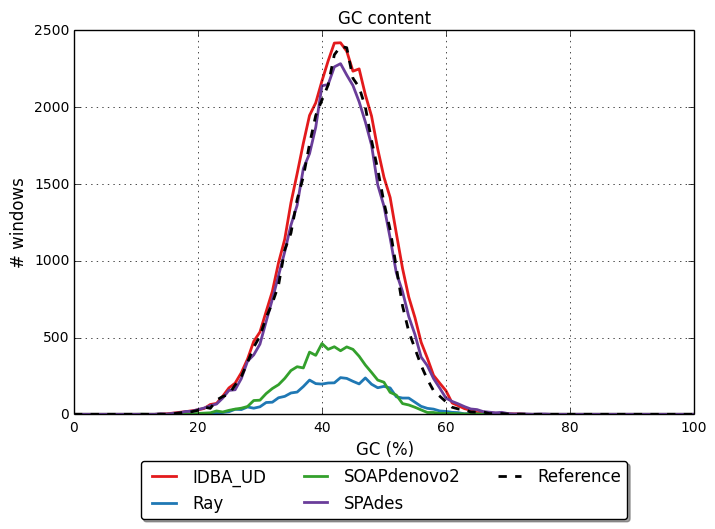 GC content
2500
2000
1500
1000
500
0
# windows
0 20 40 60 80 100
GC (%)
IDBA_UD SOAPdenovo2 Reference
Ray SPAdes